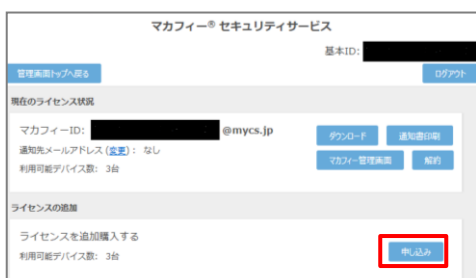 マカフィー® セキュリティサービス
基本ID:
管理画面トップへ戻る
ログアウト
現在のライセンス状況
マカフィーID: @mycs.jp
ダウンロード
通知書印刷
通知先メールアドレス (変更) : なし
マカフィー管理画面
解約
利用可能デバイス数: 3台
ライセンスの追加
ライセンスを追加購入する
申し込み
利用可能デバイス数: 3台